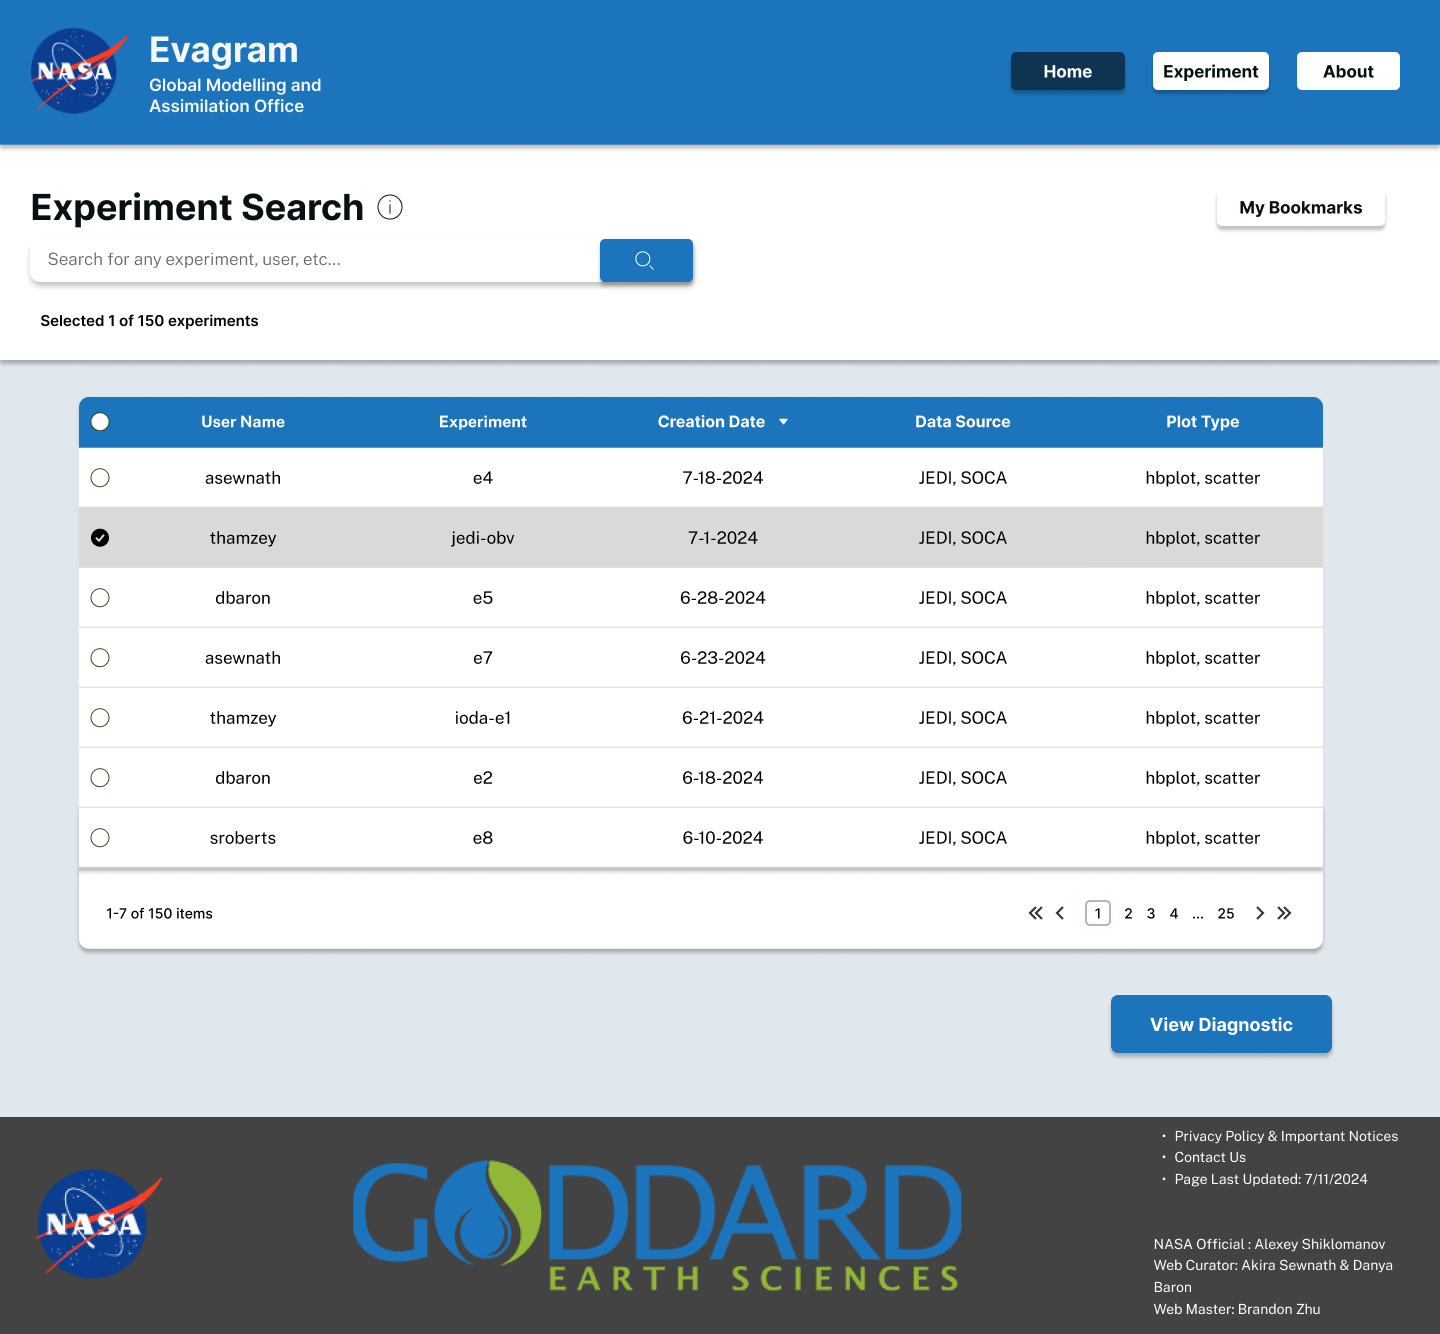 NASA
Evagram
Global Modelling and
Assimilation Office
Home
Experiment
About
Experiment Search
i
My Bookmarks
Search for any experiment, user, etc...
Selected 1 of 150 experiments
User Name Experiment Creation Date Data Source Plot Type
asewnath e4 7-18-2024 JEDI, SOCA hbplot, scatter
thamzey jedi-obv 7-1-2024 JEDI, SOCA hbplot, scatter
dbaron e5 6-28-2024 JEDI, SOCA hbplot, scatter
asewnath e7 6-23-2024 JEDI, SOCA hbplot, scatter
thamzey ioda-e1 6-21-2024 JEDI, SOCA hbplot, scatter
dbaron e2 6-18-2024 JEDI, SOCA hbplot, scatter
sroberts e8 6-10-2024 JEDI, SOCA hbplot, scatter
1-7 of 150 items
1 2 3 4 ... 25
View Diagnostic
NASA
GODDARD
EARTH SCIENCES
• Privacy Policy & Important Notices
• Contact Us
• Page Last Updated: 7/11/2024
NASA Official : Alexey Shiklomanov
Web Curator: Akira Sewnath & Danya
Baron
Web Master: Brandon Zhu